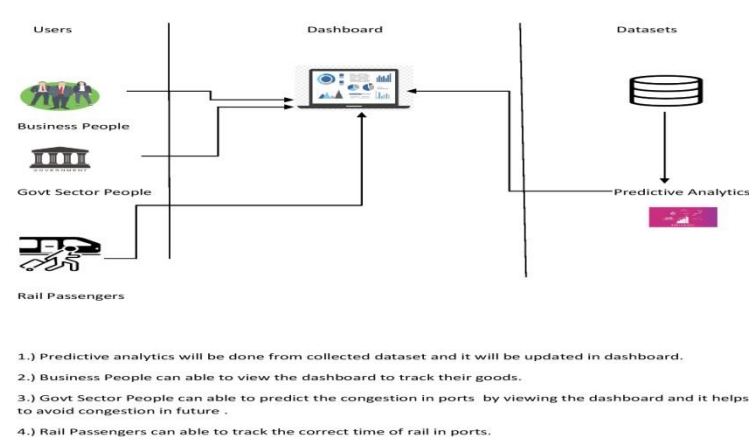 Users
Dashboard
Datasets
Business People
GOVERNMENT
Govt Sector People
Predictive Analytics
Rail Passengers
1.) Predictive analytics will be done from collected dataset and it will be updated in dashboard.
2.) Business People can able to view the dashboard to track their goods.
3.) Govt Sector People can able to predict the congestion in ports by viewing the dashboard and it helps
to avoid congestion in future .
4.) Rail Passengers can able to track the correct time of rail in ports.